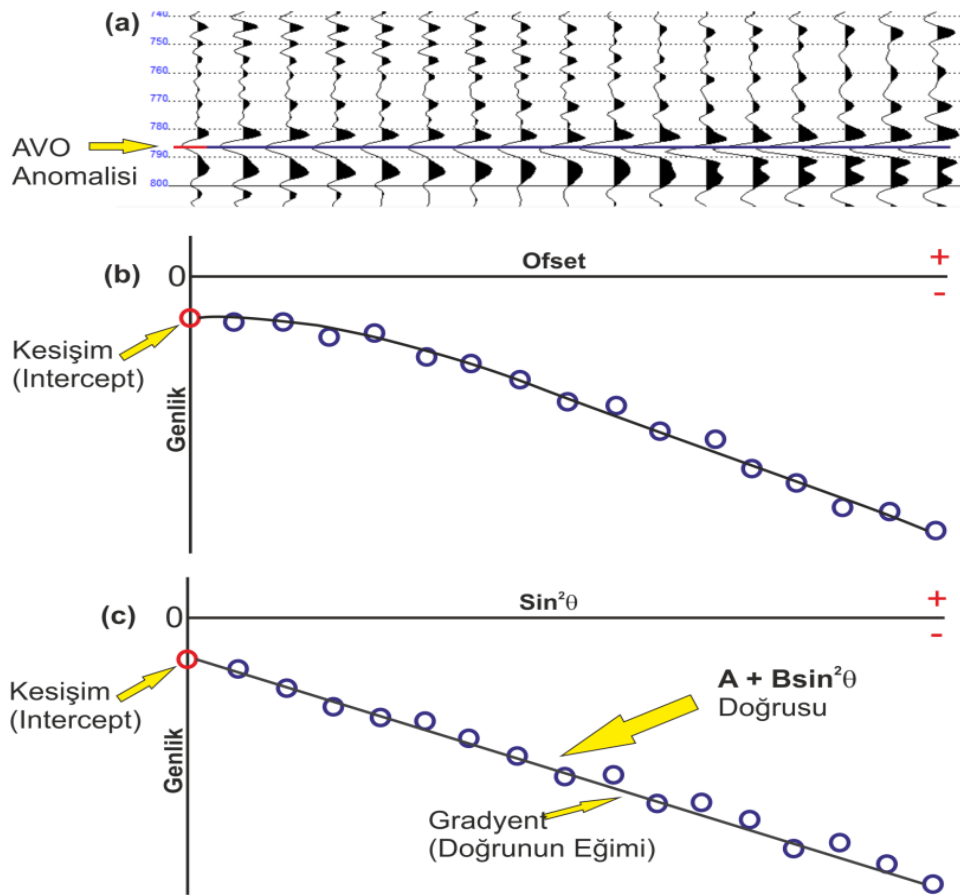 (a)
740.
750.
760.
770.
780.
790.
800.
AVO
Anomalisi
(b)
0
Ofset
+
-
Kesişim
(Intercept)
Genlik
(c)
0
Sin²θ
+
-
Kesişim
(Intercept)
Genlik
A + Bsin²θ
Doğrusu
Gradyent
(Doğrunun Eğimi)